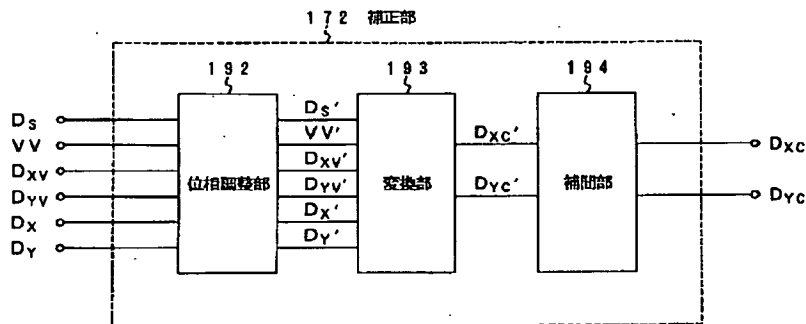 172 補正部
192
193
194
DS
VV
DXV
DYV
DX
DY
位相調整部
DS'
VV'
DXV'
DYV'
DX'
DY'
変換部
DXC'
DYC'
補間部
DXC
DYC